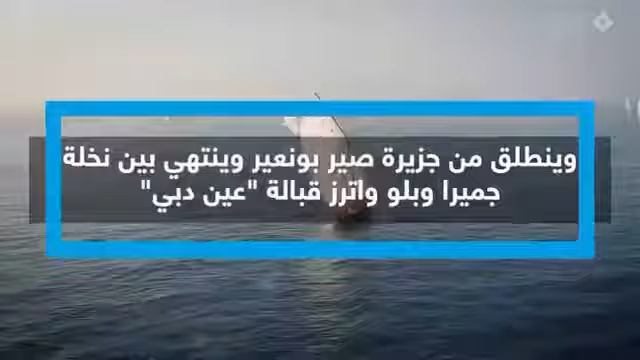 وينطلق من جزيرة صير بونعير وينتهي بين نخلة
جميرا وبلو واترز قبالة "عين دبي"